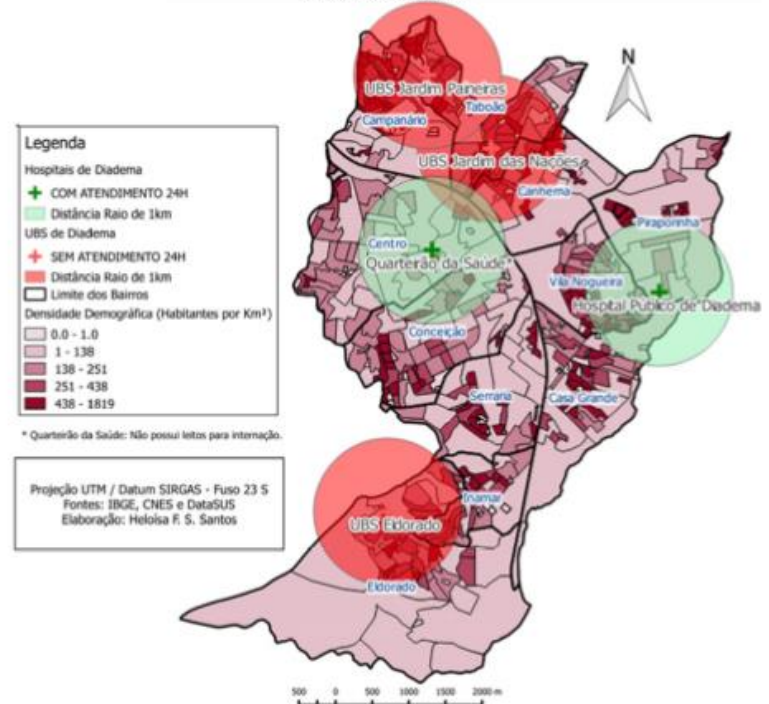 Legenda
Hospitais de Diadema
COM ATENDIMENTO 24H
Distância Raio de 1km
UBS de Diadema
SEM ATENDIMENTO 24H
Distância Raio de 1km
Limite dos Bairros
Densidade Demográfica (Habitantes por Km²)
0.0 - 1.0
1 - 138
138 - 251
251 - 438
438 - 1819
* Quarteirão da Saúde: Não possui leitos para internação.
Projeção UTM / Datum SIRGAS - Fuso 23 S
Fontes: IBGE, CNES e DataSUS
Elaboração: Heloísa F. S. Santos
N
UBS Jardim Paineiras
Taboão
Campanário
UBS Jardim das Nações
Canhema
Piraporinha
Centro
Quarteirão da Saúde*
Vila Nogueira
Hospital Público de Diadema
Conceição
Serraria
Casa Grande
Inamar
UBS Eldorado
Eldorado
500 0 500 1000 1500 2000 m